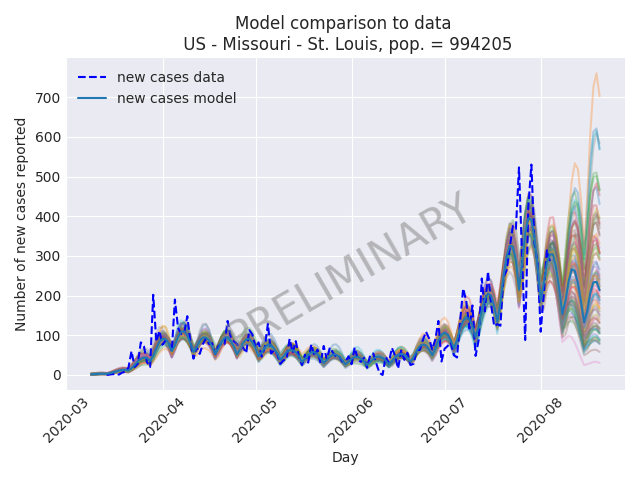 Model comparison to data
US - Missouri - St. Louis, pop. = 994205
new cases data
new cases model
Number of new cases reported
700
600
500
400
300
200
100
0
PRELIMINARY
2020-03
2020-04
2020-05
2020-06
2020-07
2020-08
Day